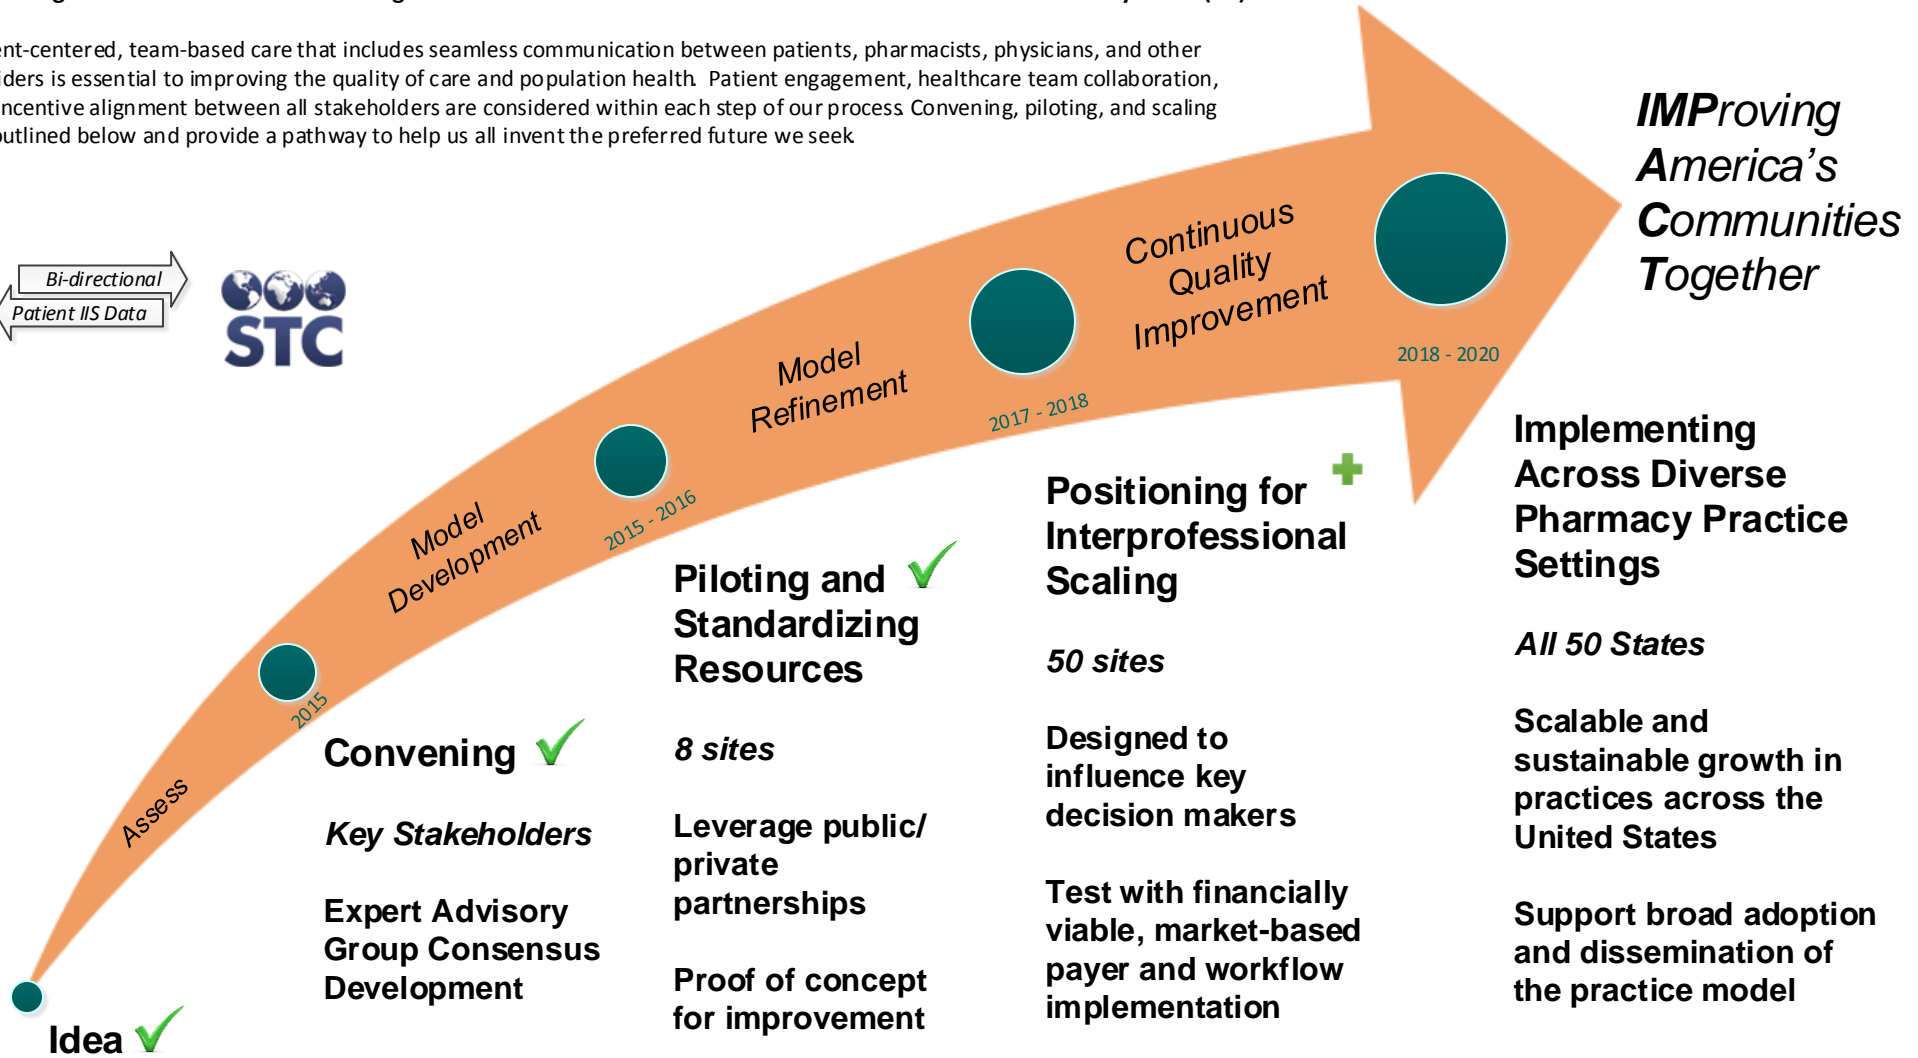 ent-centered, team-based care that includes seamless communication between patients, pharmacists, physicians, and other
iders is essential to improving the quality of care and population health. Patient engagement, healthcare team collaboration,
incentive alignment between all stakeholders are considered within each step of our process. Convening, piloting, and scaling
outlined below and provide a pathway to help us all invent the preferred future we seek.
IMProving
America's
Communities
Together
Bi-directional
Patient IIS Data
STC
Assess
Model
Development
Model
Refinement
Continuous
Quality
Improvement
2015
2015 - 2016
2017 - 2018
2018 - 2020
Idea
Convening
Key Stakeholders
Expert Advisory
Group Consensus
Development
Piloting and
Standardizing
Resources
8 sites
Leverage public/
private
partnerships
Proof of concept
for improvement
Positioning for
Interprofessional
Scaling
50 sites
Designed to
influence key
decision makers
Test with financially
viable, market-based
payer and workflow
implementation
Implementing
Across Diverse
Pharmacy Practice
Settings
All 50 States
Scalable and
sustainable growth in
practices across the
United States
Support broad adoption
and dissemination of
the practice model